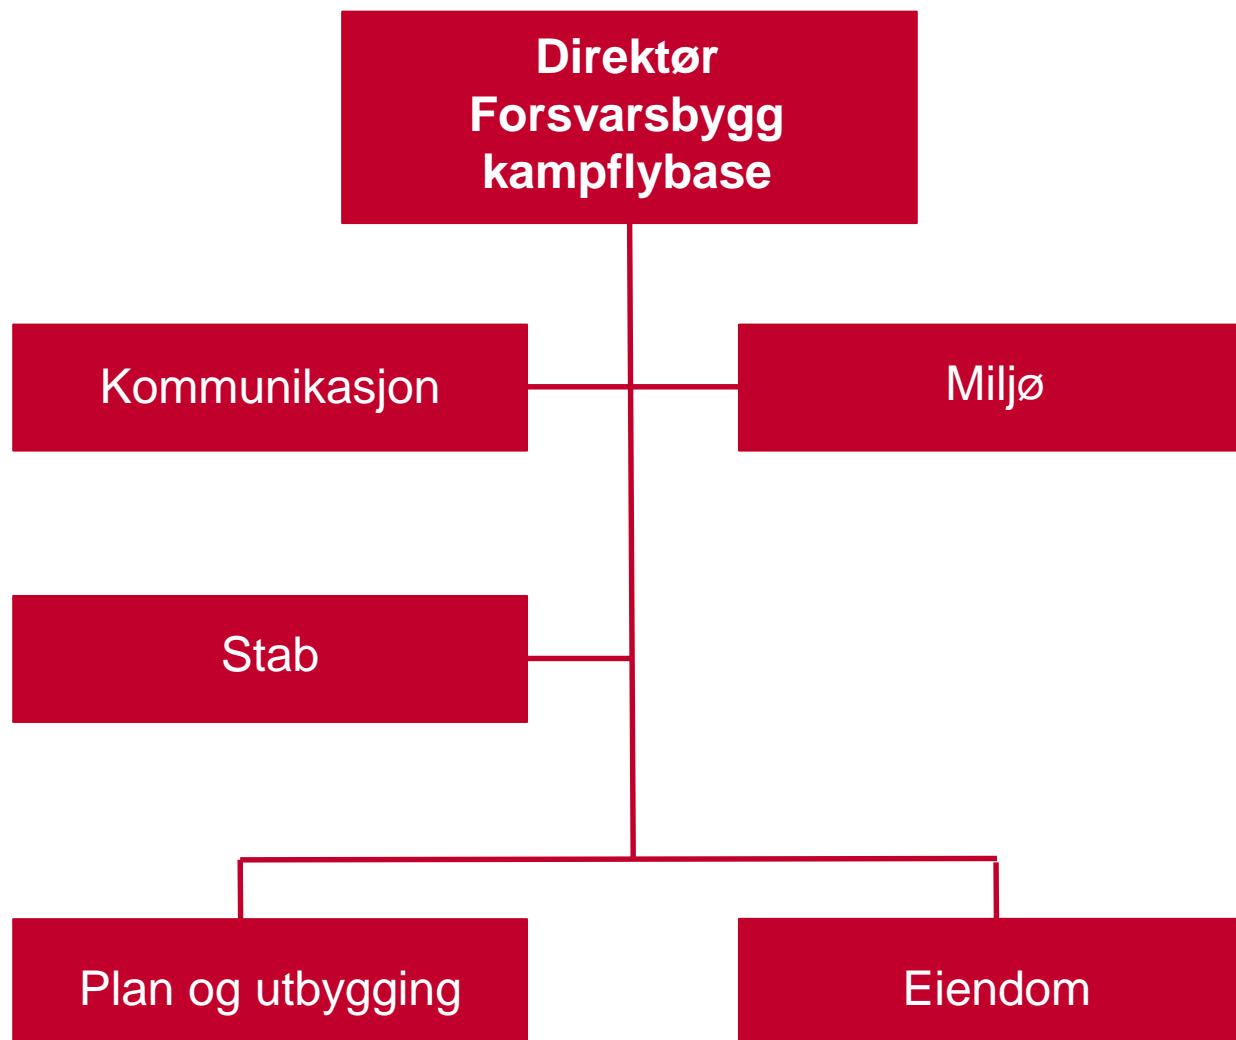 Direktør
Forsvarsbygg
kampflybase
Kommunikasjon
Miljø
Stab
Plan og utbygging
Eiendom